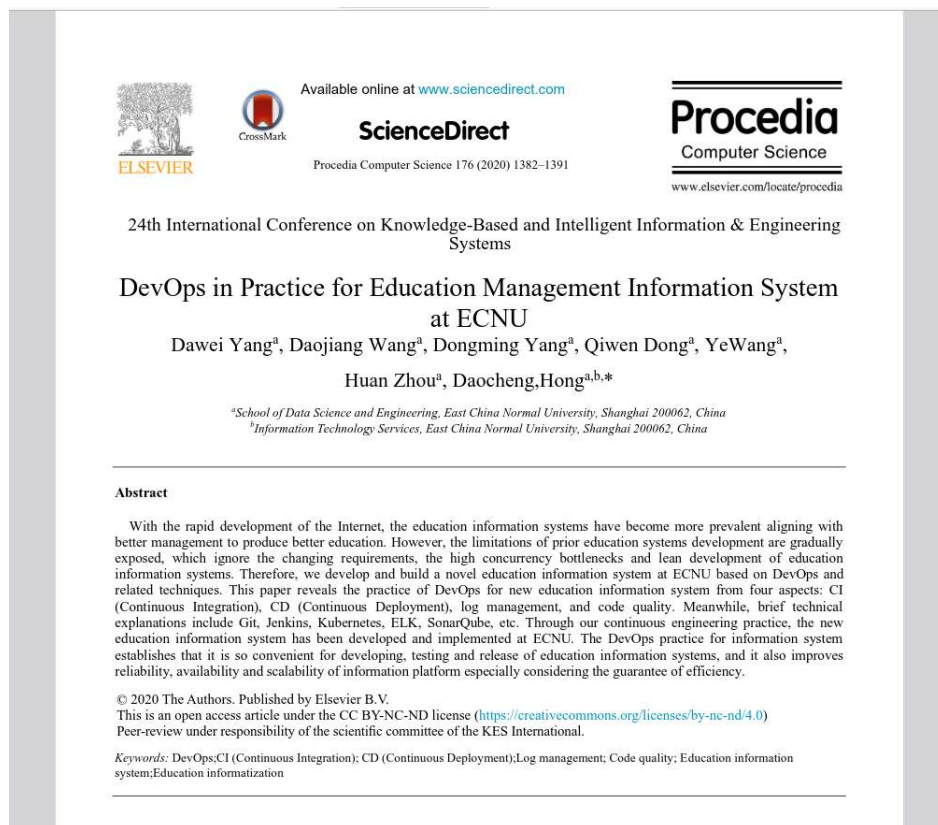 Available online at www.sciencedirect.com
ScienceDirect
Procedia Computer Science 176 (2020) 1382–1391
ELSEVIER
CrossMark
Procedia
Computer Science
www.elsevier.com/locate/procedia
24th International Conference on Knowledge-Based and Intelligent Information & Engineering
Systems
DevOps in Practice for Education Management Information System
at ECNU
Dawei Yangª, Daojiang Wangª, Dongming Yangª, Qiwen Dongª, YeWangª,
Huan Zhouª, Daocheng,Hongª,ᵇ,*
ªSchool of Data Science and Engineering, East China Normal University, Shanghai 200062, China
ᵇInformation Technology Services, East China Normal University, Shanghai 200062, China
Abstract
With the rapid development of the Internet, the education information systems have become more prevalent aligning with
better management to produce better education. However, the limitations of prior education systems development are gradually
exposed, which ignore the changing requirements, the high concurrency bottlenecks and lean development of education
information systems. Therefore, we develop and build a novel education information system at ECNU based on DevOps and
related techniques. This paper reveals the practice of DevOps for new education information system from four aspects: CI
(Continuous Integration), CD (Continuous Deployment), log management, and code quality. Meanwhile, brief technical
explanations include Git, Jenkins, Kubernetes, ELK, SonarQube, etc. Through our continuous engineering practice, the new
education information system has been developed and implemented at ECNU. The DevOps practice for information system
establishes that it is so convenient for developing, testing and release of education information systems, and it also improves
reliability, availability and scalability of information platform especially considering the guarantee of efficiency.
© 2020 The Authors. Published by Elsevier B.V.
This is an open access article under the CC BY-NC-ND license (https://creativecommons.org/licenses/by-nc-nd/4.0)
Peer-review under responsibility of the scientific committee of the KES International.
Keywords: DevOps;CI (Continuous Integration); CD (Continuous Deployment);Log management; Code quality; Education information
system;Education informatization